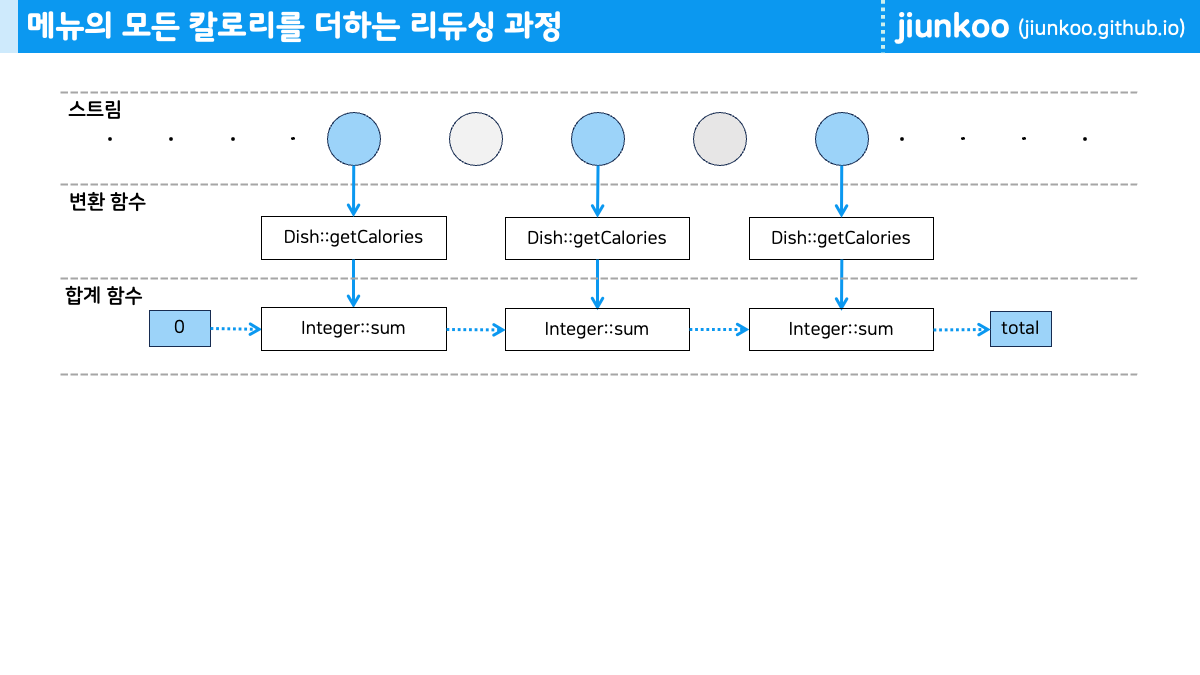 메뉴의 모든 칼로리를 더하는 리듀싱 과정
jiunkoo (jiunkoo.github.io)
스트림
변환 함수
Dish::getCalories Dish::getCalories Dish::getCalories
합계 함수
0 Integer::sum Integer::sum Integer::sum total